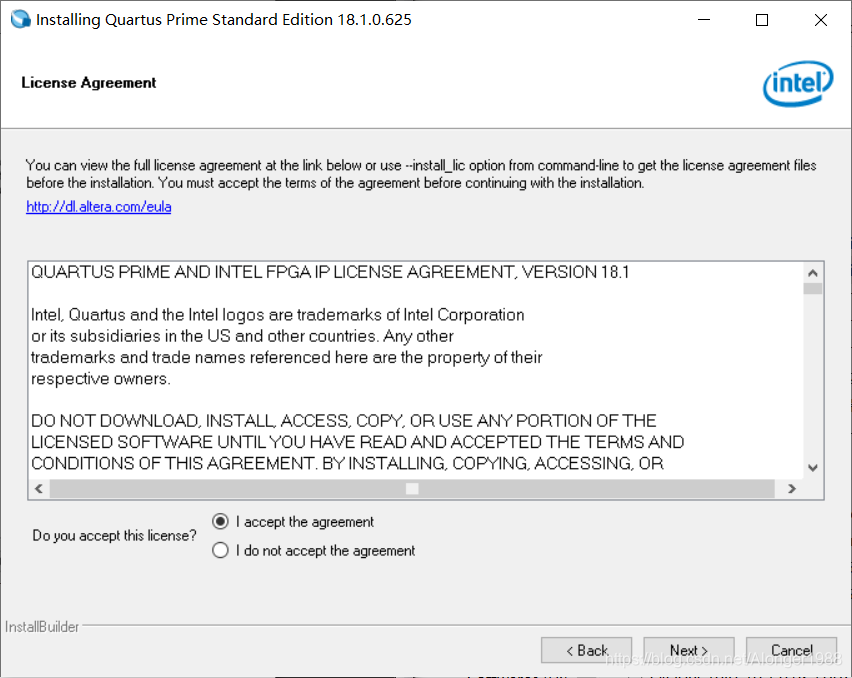 Installing Quartus Prime Standard Edition 18.1.0.625
License Agreement
intel
You can view the full license agreement at the link below or use --install_lic option from command-line to get the license agreement files
before the installation. You must accept the terms of the agreement before continuing with the installation.
http://dl.altera.com/eula
QUARTUS PRIME AND INTEL FPGA IP LICENSE AGREEMENT, VERSION 18.1
Intel, Quartus and the Intel logos are trademarks of Intel Corporation
or its subsidiaries in the US and other countries. Any other
trademarks and trade names referenced here are the property of their
respective owners.
DO NOT DOWNLOAD, INSTALL, ACCESS, COPY, OR USE ANY PORTION OF THE
LICENSED SOFTWARE UNTIL YOU HAVE READ AND ACCEPTED THE TERMS AND
CONDITIONS OF THIS AGREEMENT. BY INSTALLING, COPYING, ACCESSING, OR
Do you accept this license?
I accept the agreement
I do not accept the agreement
InstallBuilder
< Back
Next >
Cancel
https://blog.csdn.net/Alonger1988